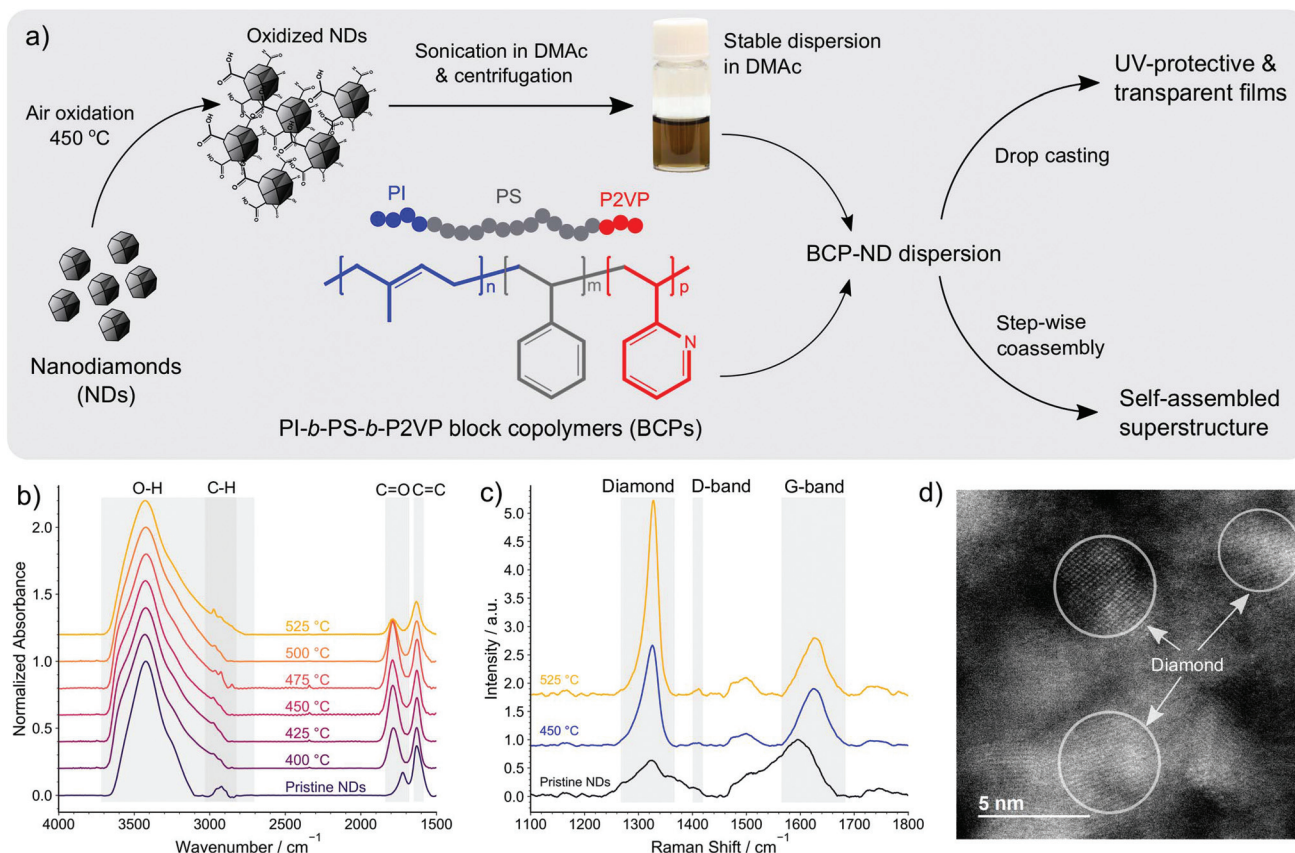 a)
Oxidized NDs
Air oxidation
450 °C
Sonication in DMAc
& centrifugation
Stable dispersion
in DMAc
UV-protective &
transparent films
Drop casting
PI
PS
P2VP
n
m
p
N
BCP-ND dispersion
Nanodiamonds
(NDs)
Step-wise
coassembly
PI-b-PS-b-P2VP block copolymers (BCPs)
Self-assembled
superstructure
b)
O-H
C-H
C=O
C=C
Normalized Absorbance
2.0
1.5
1.0
0.5
0.0
525 °C
500 °C
475 °C
450 °C
425 °C
400 °C
Pristine NDs
4000 3500 3000 2500 2000 1500
Wavenumber / cm−1
c)
Diamond
D-band
G-band
Intensity / a.u.
5.0
4.5
4.0
3.5
3.0
2.5
2.0
1.5
1.0
0.5
0.0
525 °C
450 °C
Pristine NDs
1100 1200 1300 1400 1500 1600 1700 1800
Raman Shift / cm−1
d)
Diamond
5 nm